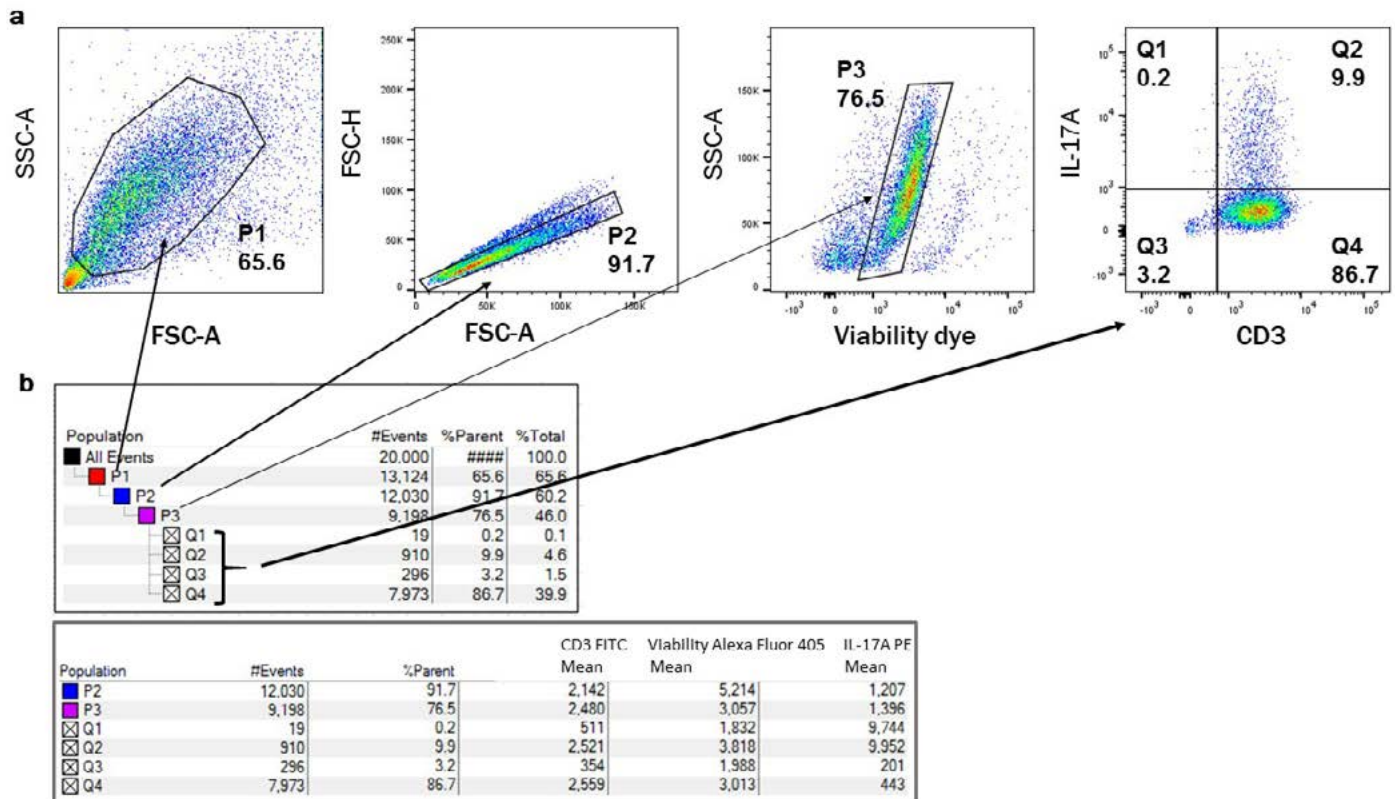 a
SSC-A
P1
65.6
FSC-A
FSC-H
250K
200K
150K
100K
50K
0
P2
91.7
0 50K 100K 150K
FSC-A
SSC-A
150K
100K
50K
0
P3
76.5
-10³ 0 10³ 10⁴ 10⁵
Viability dye
IL-17A
10⁵
10⁴
10³
0
-10³
Q1
0.2
Q2
9.9
Q3
3.2
Q4
86.7
-10³ 0 10³ 10⁴ 10⁵
CD3
b
Population #Events %Parent %Total
All Events 20.000 #### 100.0
P1 13,124 65.6 65.6
P2 12,030 91.7 60.2
P3 9,198 76.5 46.0
Q1 19 0.2 0.1
Q2 910 9.9 4.6
Q3 296 3.2 1.5
Q4 7,973 86.7 39.9
CD3 FITC Viability Alexa Fluor 405 IL-17A PE
Population #Events %Parent Mean Mean Mean
P2 12.030 91.7 2,142 5,214 1,207
P3 9,198 76.5 2,480 3,057 1,396
Q1 19 0.2 511 1,832 9,744
Q2 910 9.9 2,521 3,818 9,952
Q3 296 3.2 354 1,988 201
Q4 7,973 86.7 2,559 3,013 443